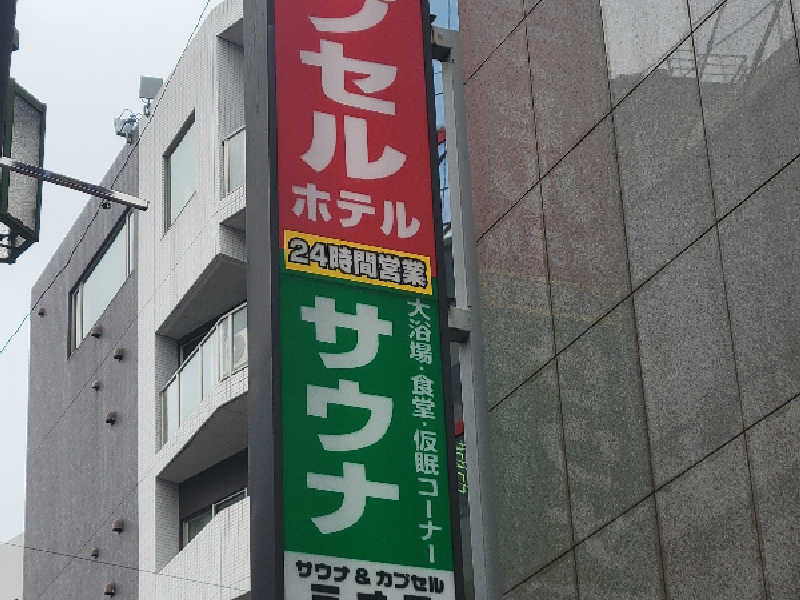 プセル
ホテル
24時間営業
サウナ
大浴場・食堂・仮眠コーナー
サウナ&カプセル